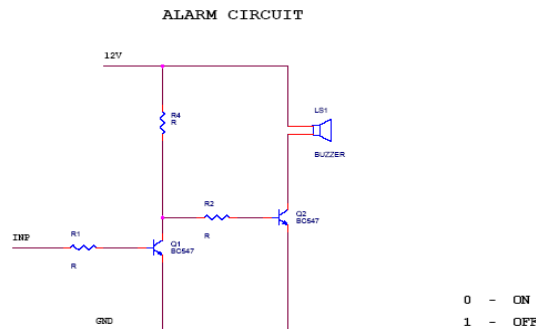 ALARM CIRCUIT
12V
R4
R
LS1
BUZZER
R2
R
Q2
BC547
INP
R1
R
Q1
BC547
GND
0 - ON
1 - OFF